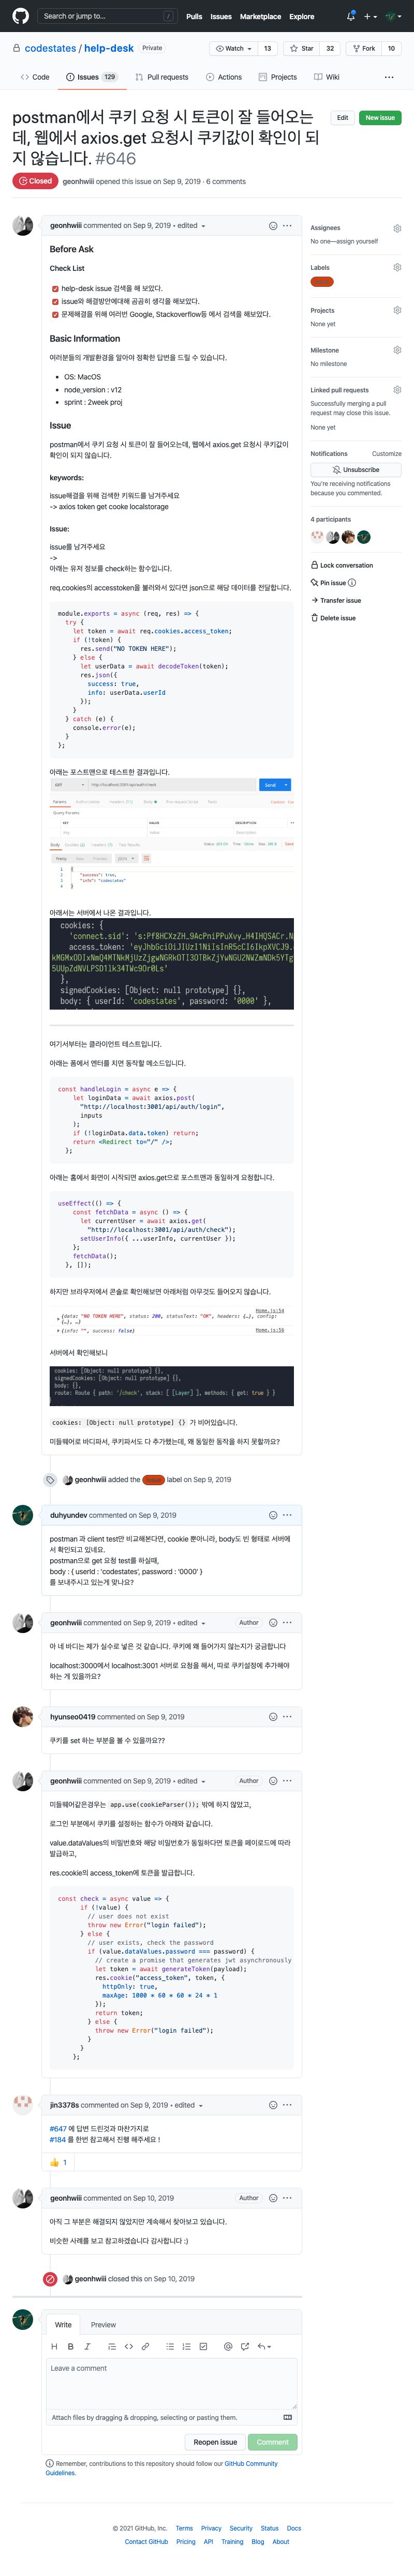 Search or jump to...
/
Pulls Issues Marketplace Explore
codestates / help-desk Private
Watch 13 Star 32 Fork 10
Code Issues 129 Pull requests Actions Projects Wiki
postman에서 쿠키 요청 시 토큰이 잘 들어오는
데, 웹에서 axios.get 요청시 쿠키값이 확인이 되
지 않습니다. #646
Edit New issue
Closed geonhwiii opened this issue on Sep 9, 2019 · 6 comments
geonhwiii commented on Sep 9, 2019 • edited
Before Ask
Check List
help-desk issue 검색을 해 보았다.
issue와 해결방안에대해 곰곰히 생각을 해보았다.
문제해결을 위해 여러번 Google, Stackoverflow등 에서 검색을 해보았다.
Basic Information
여러분들의 개발환경을 알아야 정확한 답변을 드릴 수 있습니다.
OS: MacOS
node_version : v12
sprint : 2week proj
Issue
postman에서 쿠키 요청 시 토큰이 잘 들어오는데, 웹에서 axios.get 요청시 쿠키값이
확인이 되지 않습니다.
keywords:
issue해결을 위해 검색한 키워드를 남겨주세요
-> axios token get cooke localstorage
Issue:
issue를 남겨주세요
->
아래는 유저 정보를 check하는 함수입니다.
req.cookies의 accesstoken을 불러와서 있다면 json으로 해당 데이터를 전달합니다.
module.exports = async (req, res) => {
try {
let token = await req.cookies.access_token;
if (!token) {
res.send("NO TOKEN HERE");
} else {
let userData = await decodeToken(token);
res.json({
success: true,
info: userData.userId
});
}
} catch (e) {
console.error(e);
}
};
아래는 포스트맨으로 테스트한 결과입니다.
GET http://localhost:3001/api/auth/check Send
Params Authorization Headers Body Pre-request Script Tests Cookies
Query Params
KEY VALUE DESCRIPTION
Key Value Description
Body Cookies Headers Test Results
Pretty Raw Preview JSON
1 {
2 "success": true,
3 "info": "codestates"
4 }
아래서는 서버에서 나온 결과입니다.
cookies: {
access_token:
signedCookies: [Object: null prototype] {},
body: { userId: 'codestates', password: '0000' },
여기서부터는 클라이언트 테스트입니다.
아래는 폼에서 엔터를 치면 동작할 메소드입니다.
const handleLogin = async e => {
let loginData = await axios.post(
"http://localhost:3001/api/auth/login",
inputs
);
if (!loginData.data.token) return;
return <Redirect to="/" />;
};
아래는 홈에서 화면이 시작되면 axios.get으로 포스트맨과 동일하게 요청합니다.
useEffect(() => {
const fetchData = async () => {
let currentUser = await axios.get(
"http://localhost:3001/api/auth/check");
setUserInfo({ ...userInfo, currentUser });
};
fetchData();
}, []);
하지만 브라우저에서 콘솔로 확인해보면 아래처럼 아무것도 들어오지 않습니다.
Home.js:54
{data: "NO TOKEN HERE", status: 200, statusText: "OK", headers: {…}, config:
{…}, …}
{info: "", success: false} Home.js:56
서버에서 확인해보니
cookies: [Object: null prototype] {},
signedCookies: [Object: null prototype] {},
body: {},
route: Route { path: '/check', stack: [ [Layer] ], methods: { get: true } }
cookies: [Object: null prototype] {} 가 비어있습니다.
미들웨어로 바디파서, 쿠키파서도 다 추가했는데, 왜 동일한 동작을 하지 못할까요?
geonhwiii added the label on Sep 9, 2019
duhyundev commented on Sep 9, 2019
postman 과 client test만 비교해본다면, cookie 뿐아니라, body도 빈 형태로 서버에
서 확인되고 있네요.
postman으로 get 요청 test를 하실때,
body : { userId : 'codestates', password : '0000' }
를 보내주시고 있는게 맞나요?
geonhwiii commented on Sep 9, 2019 • edited Author
아 네 바디는 제가 실수로 넣은 것 같습니다. 쿠키에 왜 들어가지 않는지가 궁금합니다
localhost:3000에서 localhost:3001 서버로 요청을 해서, 따로 쿠키설정에 추가해야
하는 게 있을까요?
hyunseo0419 commented on Sep 9, 2019
쿠키를 set 하는 부분을 볼 수 있을까요??
geonhwiii commented on Sep 9, 2019 • edited Author
미들웨어같은경우는 app.use(cookieParser()); 밖에 하지 않았고,
로그인 부분에서 쿠키를 설정하는 함수가 아래와 같습니다.
value.dataValues의 비밀번호와 해당 비밀번호가 동일하다면 토큰을 페이로드에 따라
발급하고,
res.cookie의 access_token에 토큰을 발급합니다.
const check = async value => {
if (!value) {
// user does not exist
throw new Error("login failed");
} else {
// user exists, check the password
if (value.dataValues.password === password) {
// create a promise that generates jwt asynchronously
let token = await generateToken(payload);
res.cookie("access_token", token, {
httpOnly: true,
maxAge: 1000 * 60 * 60 * 24 * 1
});
return token;
} else {
throw new Error("login failed");
}
}
};
jin3378s commented on Sep 9, 2019 • edited
#647 에 답변 드린것과 마찬가지로
#184 를 한번 참고해서 진행 해주세요 !
👍 1
geonhwiii commented on Sep 10, 2019 Author
아직 그 부분은 해결되지 않았지만 계속해서 찾아보고 있습니다.
비슷한 사례를 보고 참고하겠습니다 감사합니다 :)
geonhwiii closed this on Sep 10, 2019
Write Preview
Leave a comment
Attach files by dragging & dropping, selecting or pasting them.
Reopen issue Comment
Remember, contributions to this repository should follow our GitHub Community
Guidelines.
Assignees
No one—assign yourself
Labels
Projects
None yet
Milestone
No milestone
Linked pull requests
Successfully merging a pull
request may close this issue.
None yet
Notifications Customize
Unsubscribe
You're receiving notifications
because you commented.
4 participants
Lock conversation
Pin issue
Transfer issue
Delete issue
© 2021 GitHub, Inc. Terms Privacy Security Status Docs
Contact GitHub Pricing API Training Blog About